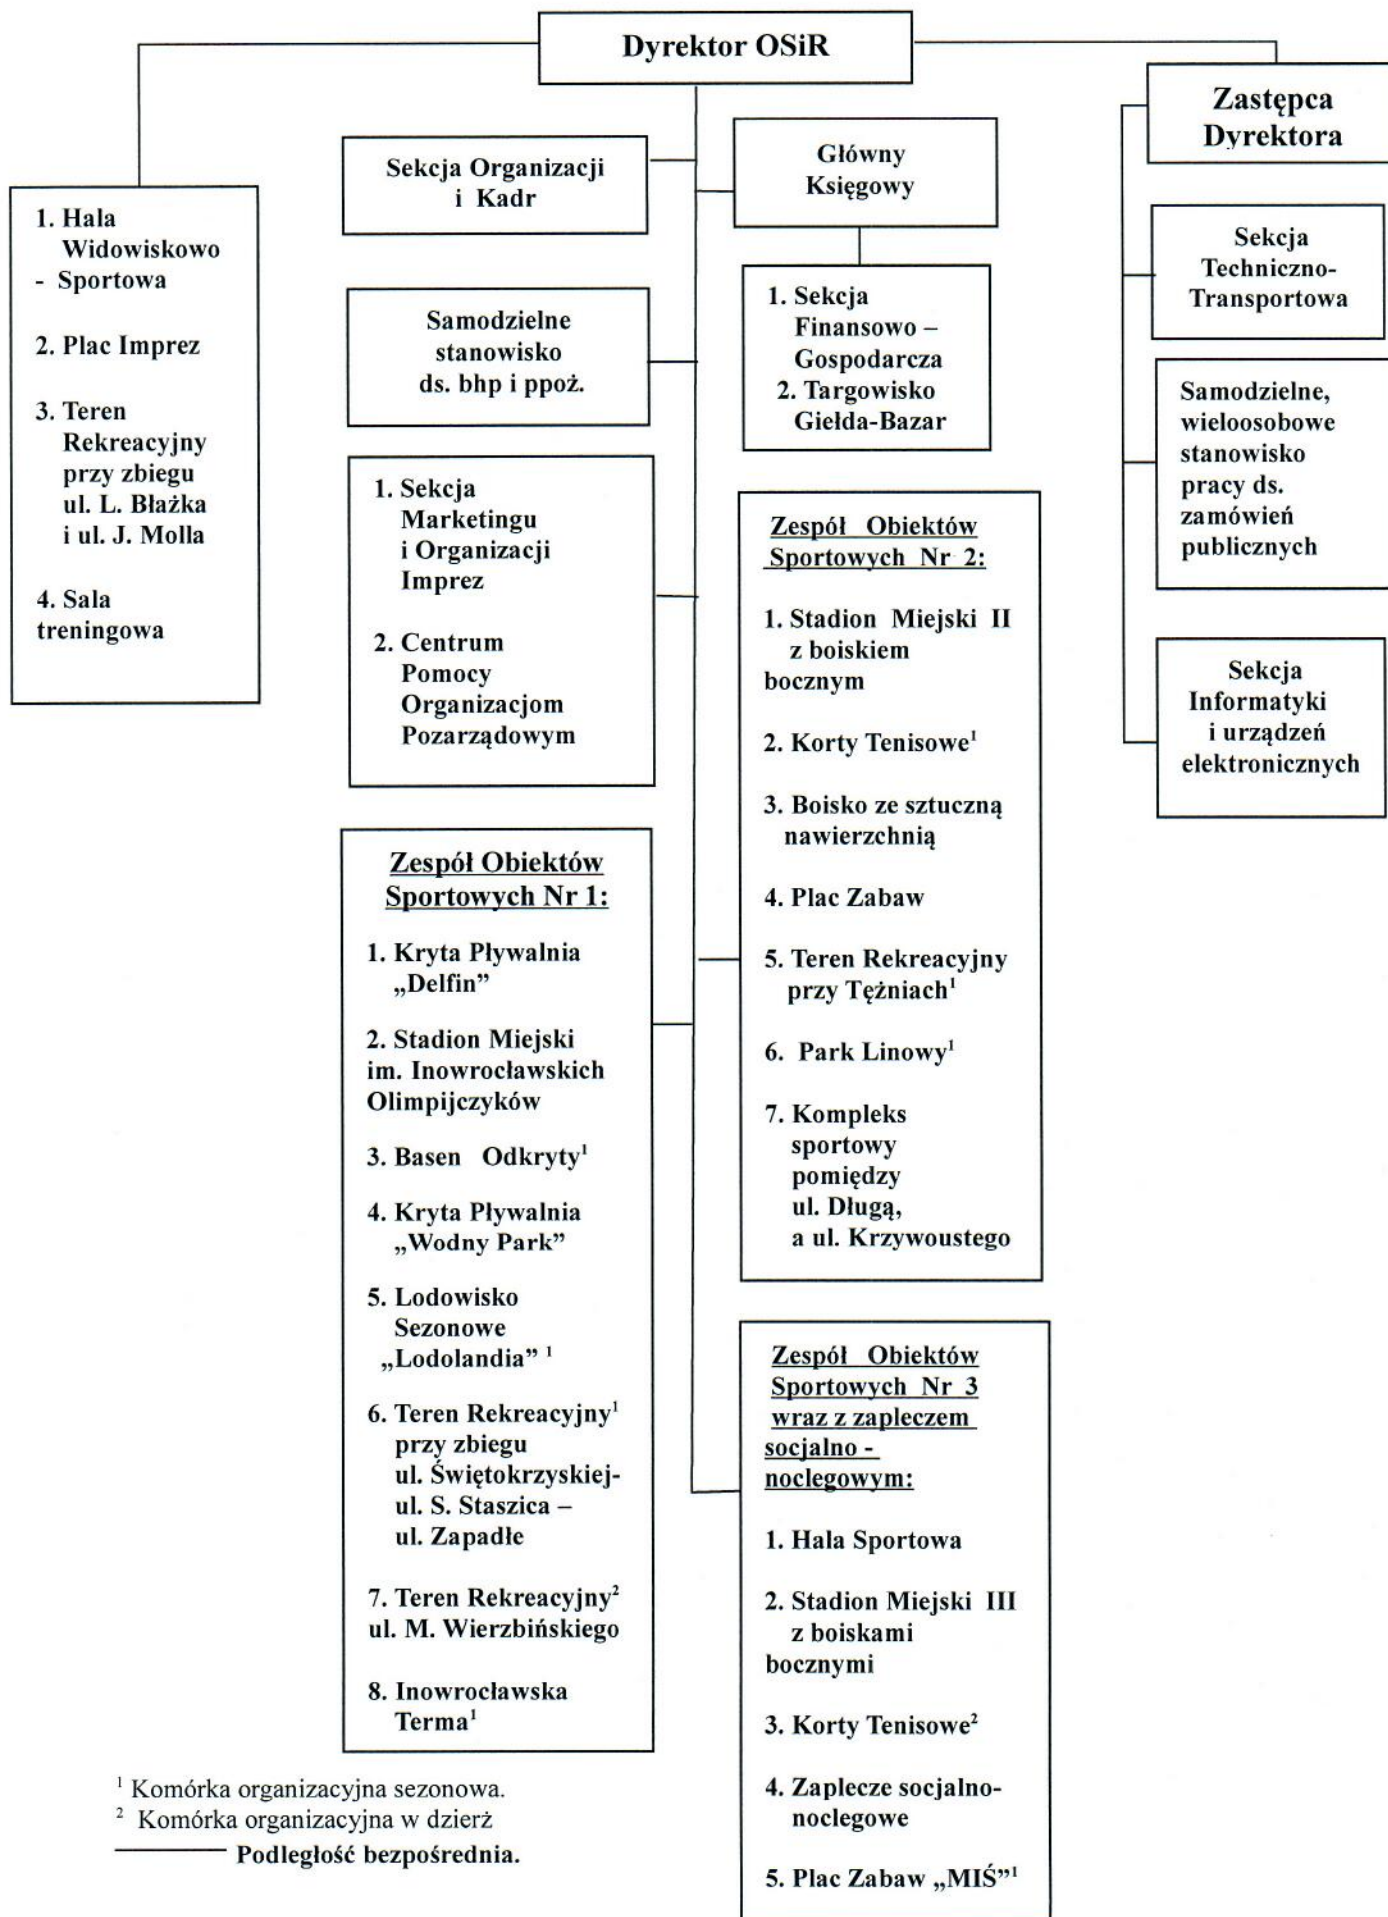 Dyrektor OSiR
Zastępca
Dyrektora
Sekcja Organizacji
i Kadr
Główny
Księgowy
1. Hala
Widowiskowo
- Sportowa
2. Plac Imprez
3. Teren
Rekreacyjny
przy zbiegu
ul. L. Błażka
i ul. J. Molla
4. Sala
treningowa
Samodzielne
stanowisko
ds. bhp i ppoż.
1. Sekcja
Finansowo –
Gospodarcza
2. Targowisko
Giełda-Bazar
Sekcja
Techniczno-
Transportowa
Samodzielne,
wieloosobowe
stanowisko
pracy ds.
zamówień
publicznych
Sekcja
Informatyki
i urządzeń
elektronicznych
1. Sekcja
Marketingu
i Organizacji
Imprez
2. Centrum
Pomocy
Organizacjom
Pozarządowym
Zespół Obiektów
Sportowych Nr 2:
1. Stadion Miejski II
z boiskiem
bocznym
2. Korty Tenisowe¹
3. Boisko ze sztuczną
nawierzchnią
4. Plac Zabaw
5. Teren Rekreacyjny
przy Tężniach¹
6. Park Linowy¹
7. Kompleks
sportowy
pomiędzy
ul. Długą,
a ul. Krzywoustego
Zespół Obiektów
Sportowych Nr 1:
1. Kryta Pływalnia
„Delfin”
2. Stadion Miejski
im. Inowrocławskich
Olimpijczyków
3. Basen Odkryty¹
4. Kryta Pływalnia
„Wodny Park”
5. Lodowisko
Sezonowe
„Lodolandia” ¹
6. Teren Rekreacyjny¹
przy zbiegu
ul. Świętokrzyskiej-
ul. S. Staszica –
ul. Zapadłe
7. Teren Rekreacyjny²
ul. M. Wierzbińskiego
8. Inowrocławska
Terma¹
Zespół Obiektów
Sportowych Nr 3
wraz z zapleczem
socjalno -
noclegowym:
1. Hala Sportowa
2. Stadion Miejski III
z boiskami
bocznymi
3. Korty Tenisowe²
4. Zaplecze socjalno-
noclegowe
5. Plac Zabaw „MIŚ”¹
¹ Komórka organizacyjna sezonowa.
² Komórka organizacyjna w dzierż
Podległość bezpośrednia.